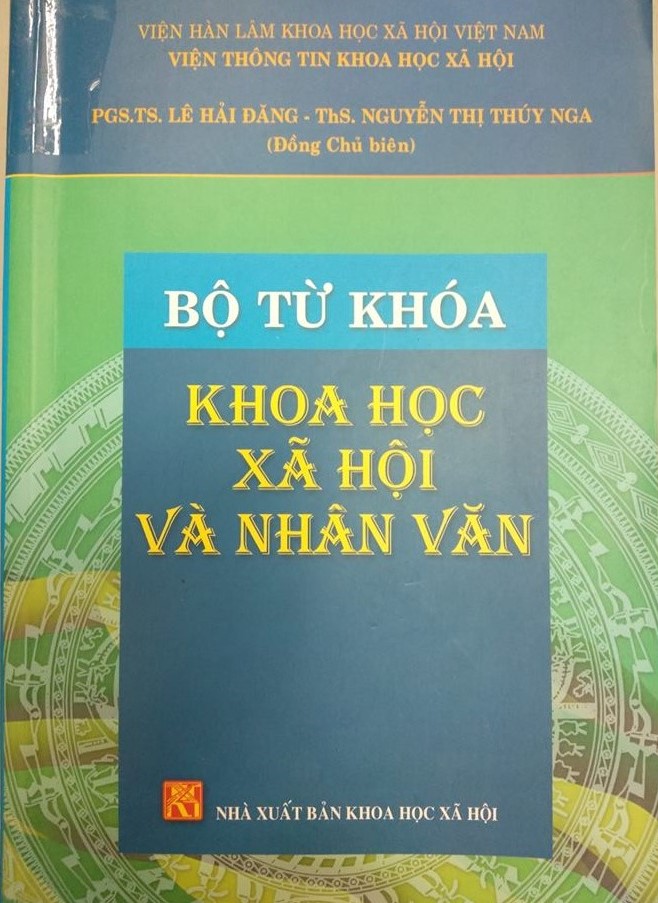 VIỆN HÀN LÂM KHOA HỌC XÃ HỘI VIỆT NAM
VIỆN THÔNG TIN KHOA HỌC XÃ HỘI
PGS.TS. LÊ HẢI ĐĂNG - ThS. NGUYỄN THỊ THÚY NGA
(Đồng Chủ biên)
BỘ TỪ KHÓA
KHOA HỌC
XÃ HỘI
VÀ NHÂN VĂN
NHÀ XUẤT BẢN KHOA HỌC XÃ HỘI